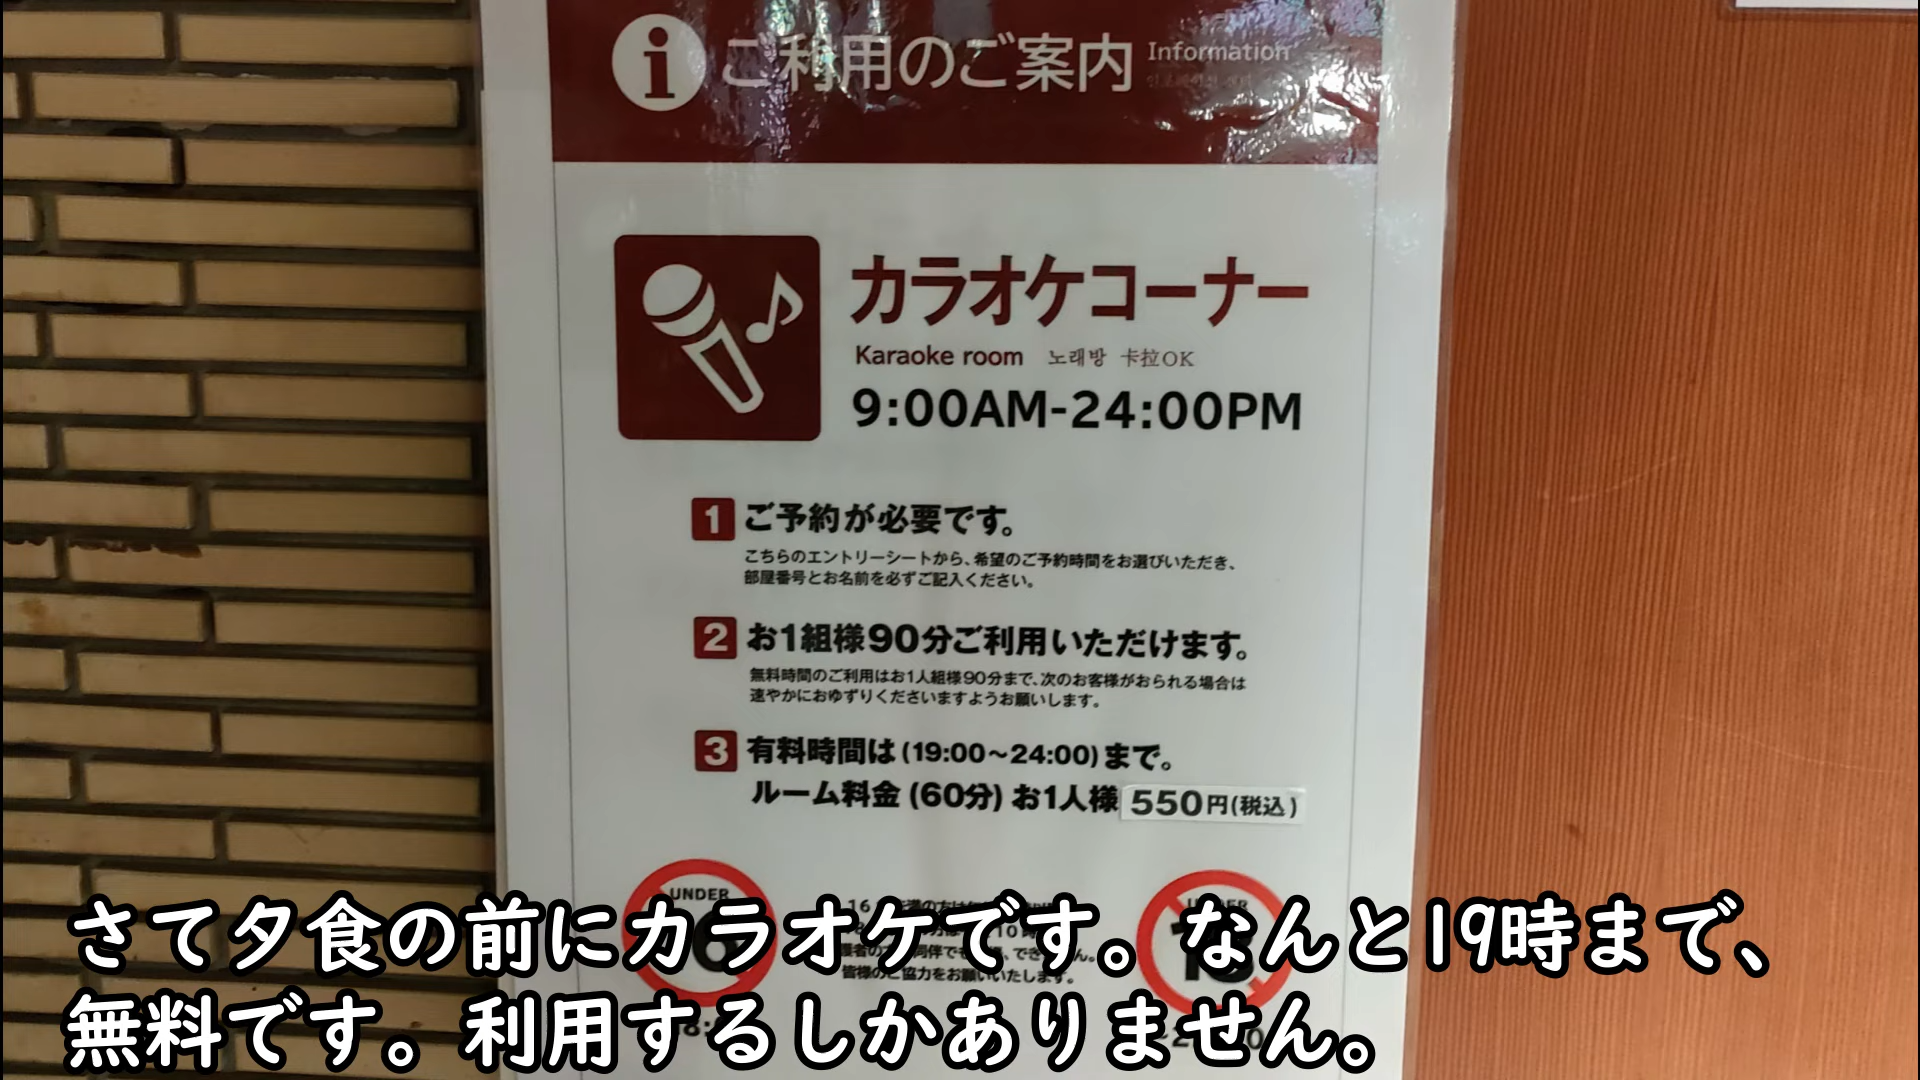 i ご利用のご案内 Information
カラオケコーナー
Karaoke room 노래방 卡拉OK
9:00AM-24:00PM
1 ご予約が必要です。
こちらのエントリーシートから、希望のご予約時間をお選びいただき、
部屋番号とお名前を必ずご記入ください。
2 お1組様90分ご利用いただけます。
無料時間のご利用はお1人組様90分まで、次のお客様がおられる場合は
速やかにおゆずりくださいますようお願いします。
3 有料時間は(19:00～24:00)まで。
ルーム料金(60分)お1人様 550円(税込)
UNDER
皆様のご協力をお願いいたします。
さて夕食の前にカラオケです。なんと19時まで、
無料です。利用するしかありません。